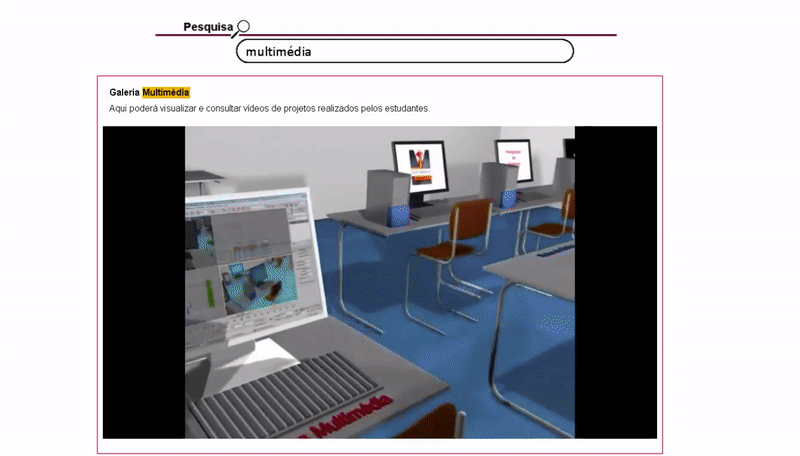 Pesquisa
multimédia
Galeria Multimédia
Aqui poderá visualizar e consultar vídeos de projetos realizados pelos estudantes.
Multimédia